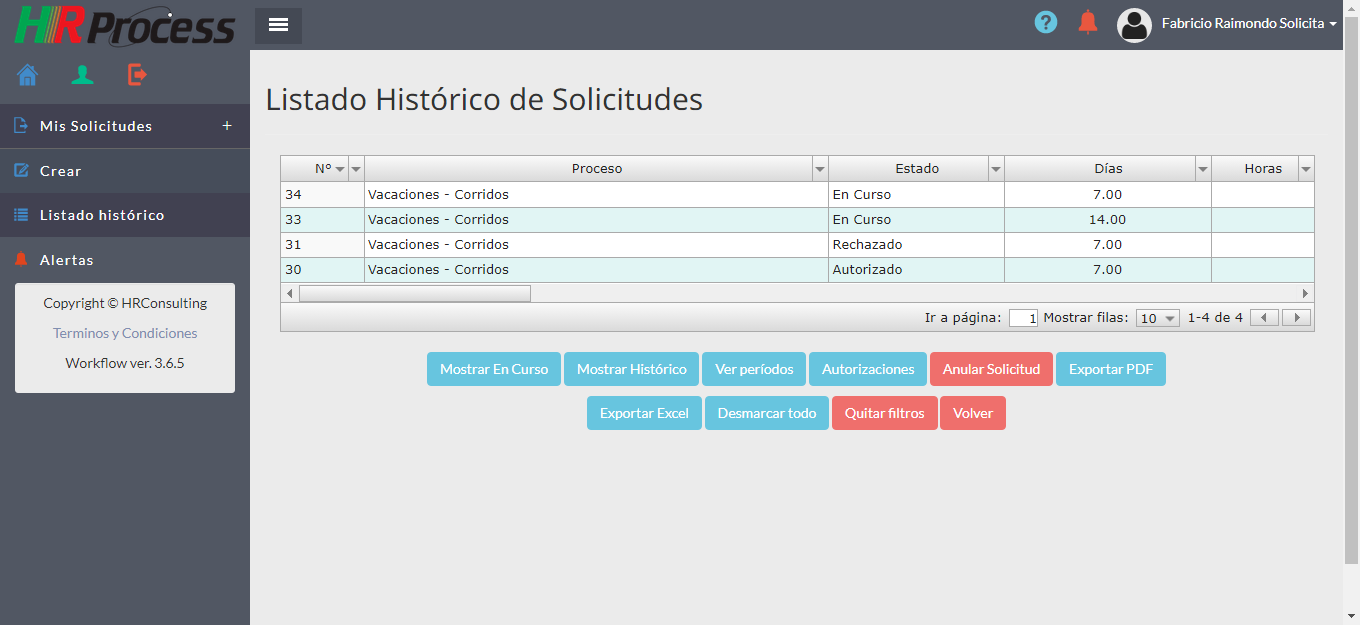 HRProcess
Fabricio Raimondo Solicita
Mis Solicitudes +
Crear
Listado histórico
Alertas
Copyright © HRConsulting
Terminos y Condiciones
Workflow ver. 3.6.5
Listado Histórico de Solicitudes
Nº Proceso Estado Días Horas
34 Vacaciones - Corridos En Curso 7.00
33 Vacaciones - Corridos En Curso 14.00
31 Vacaciones - Corridos Rechazado 7.00
30 Vacaciones - Corridos Autorizado 7.00
Ir a página: 1 Mostrar filas: 10 1-4 de 4
Mostrar En Curso Mostrar Histórico Ver períodos Autorizaciones Anular Solicitud Exportar PDF
Exportar Excel Desmarcar todo Quitar filtros Volver